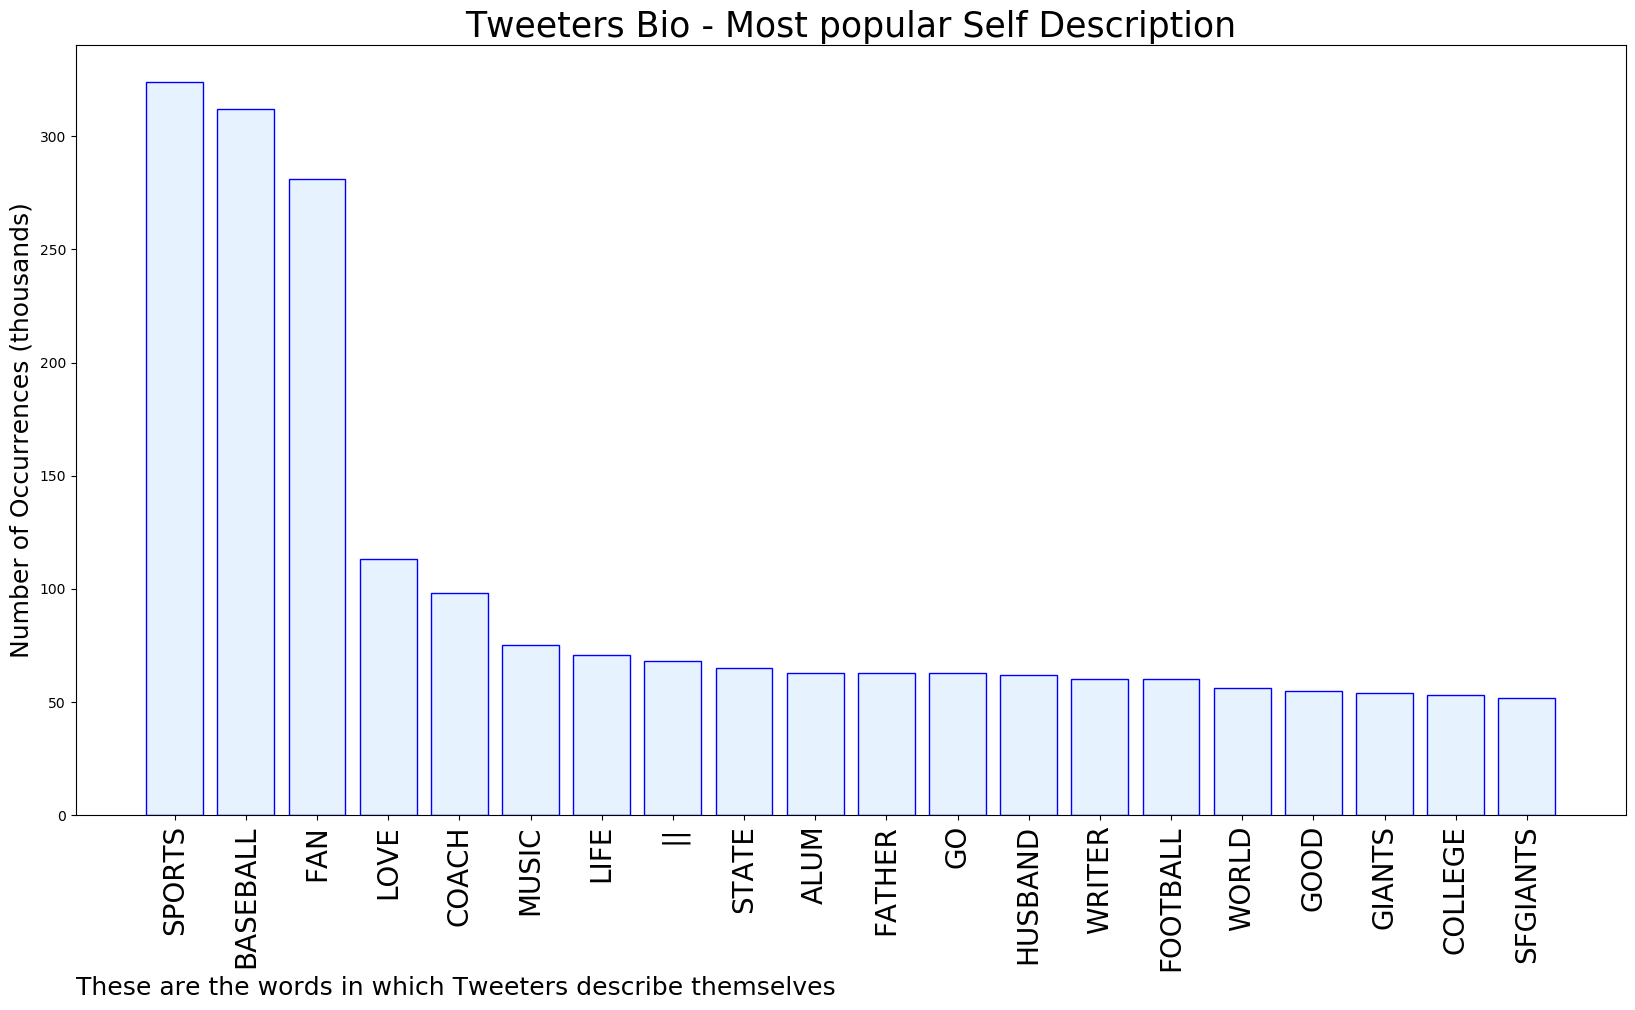 Tweeters Bio - Most popular Self Description
Number of Occurrences (thousands)
300
250
200
150
100
50
0
SPORTS
BASEBALL
FAN
LOVE
COACH
MUSIC
LIFE
||
STATE
ALUM
FATHER
GO
HUSBAND
WRITER
FOOTBALL
WORLD
GOOD
GIANTS
COLLEGE
SFGIANTS
These are the words in which Tweeters describe themselves